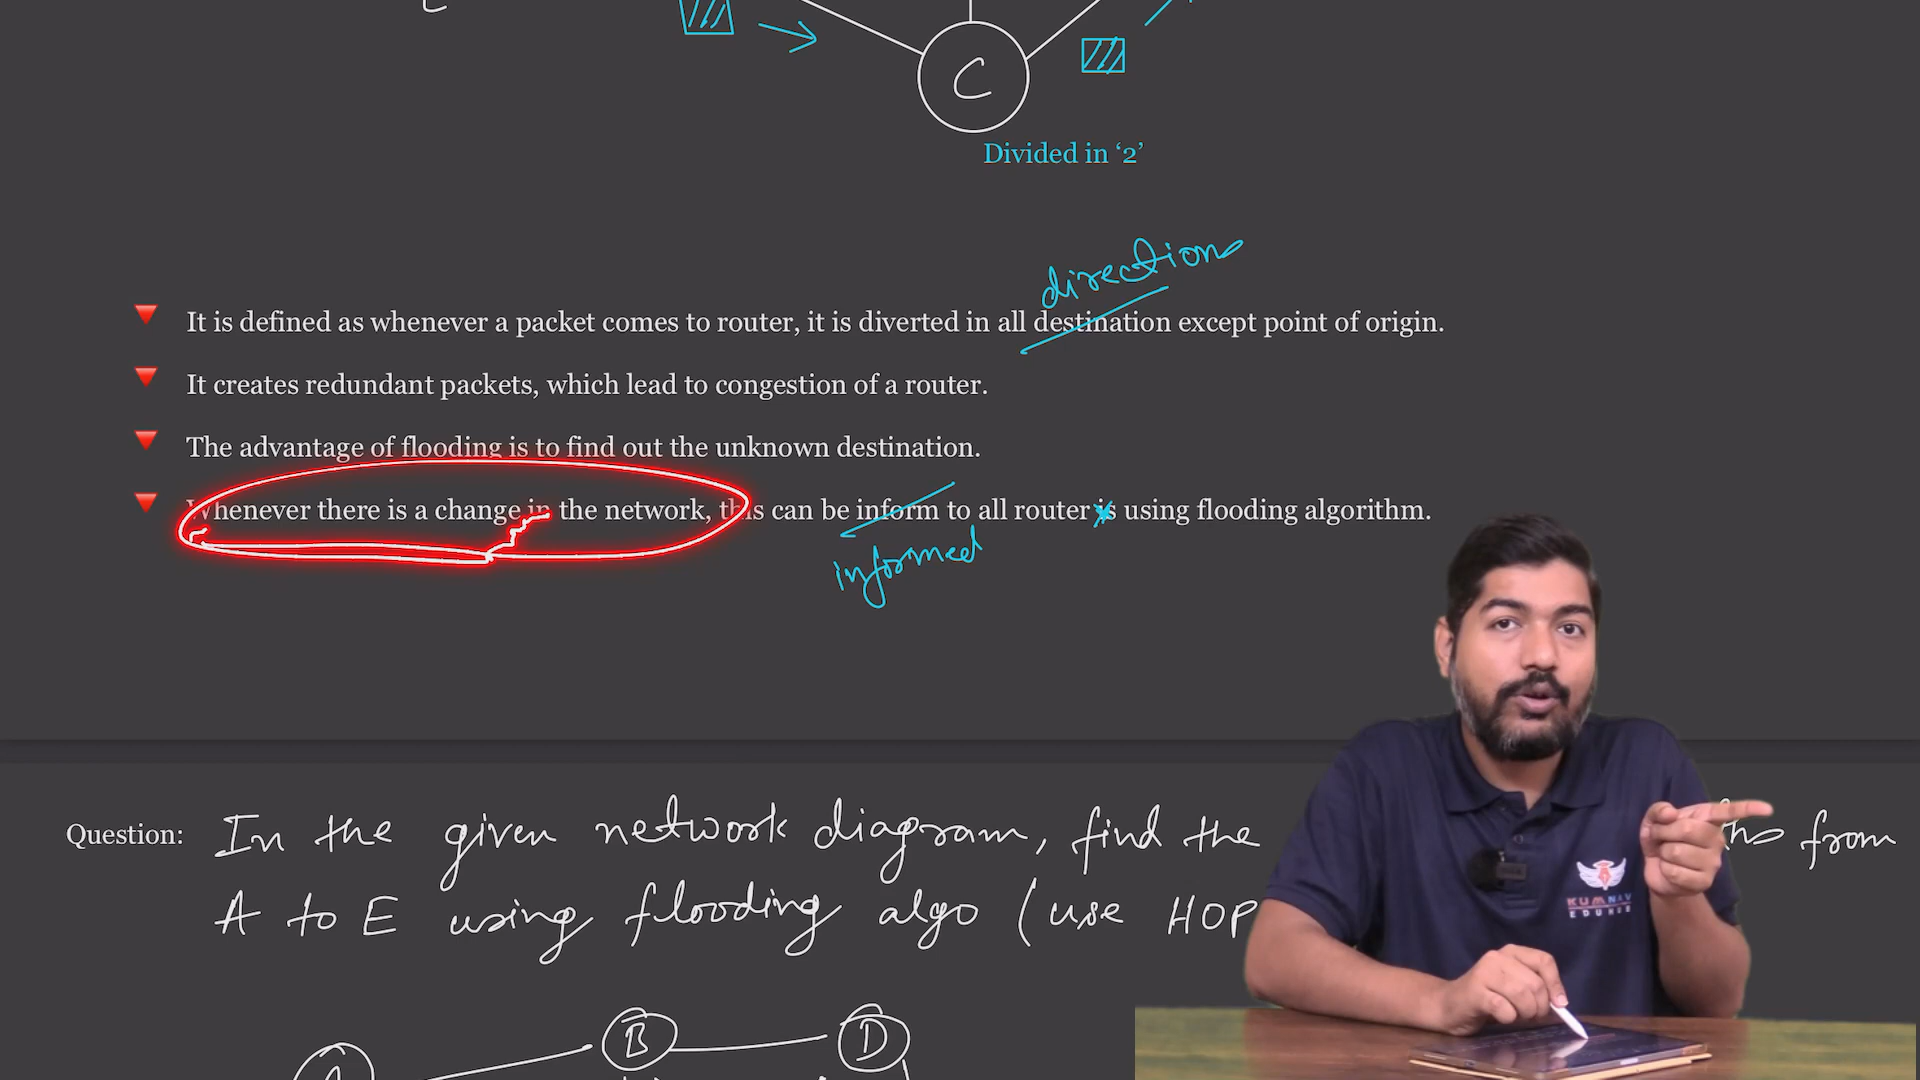 C
Divided in ‘2’
directions
It is defined as whenever a packet comes to router, it is diverted in all destination except point of origin.
It creates redundant packets, which lead to congestion of a router.
The advantage of flooding is to find out the unknown destination.
Whenever there is a change in the network, this can be inform to all router is using flooding algorithm.
informed
Question: In the given network diagram, find the from
A to E using flooding algo (use HOP
KUMNAV
EDUHUB
B D
A